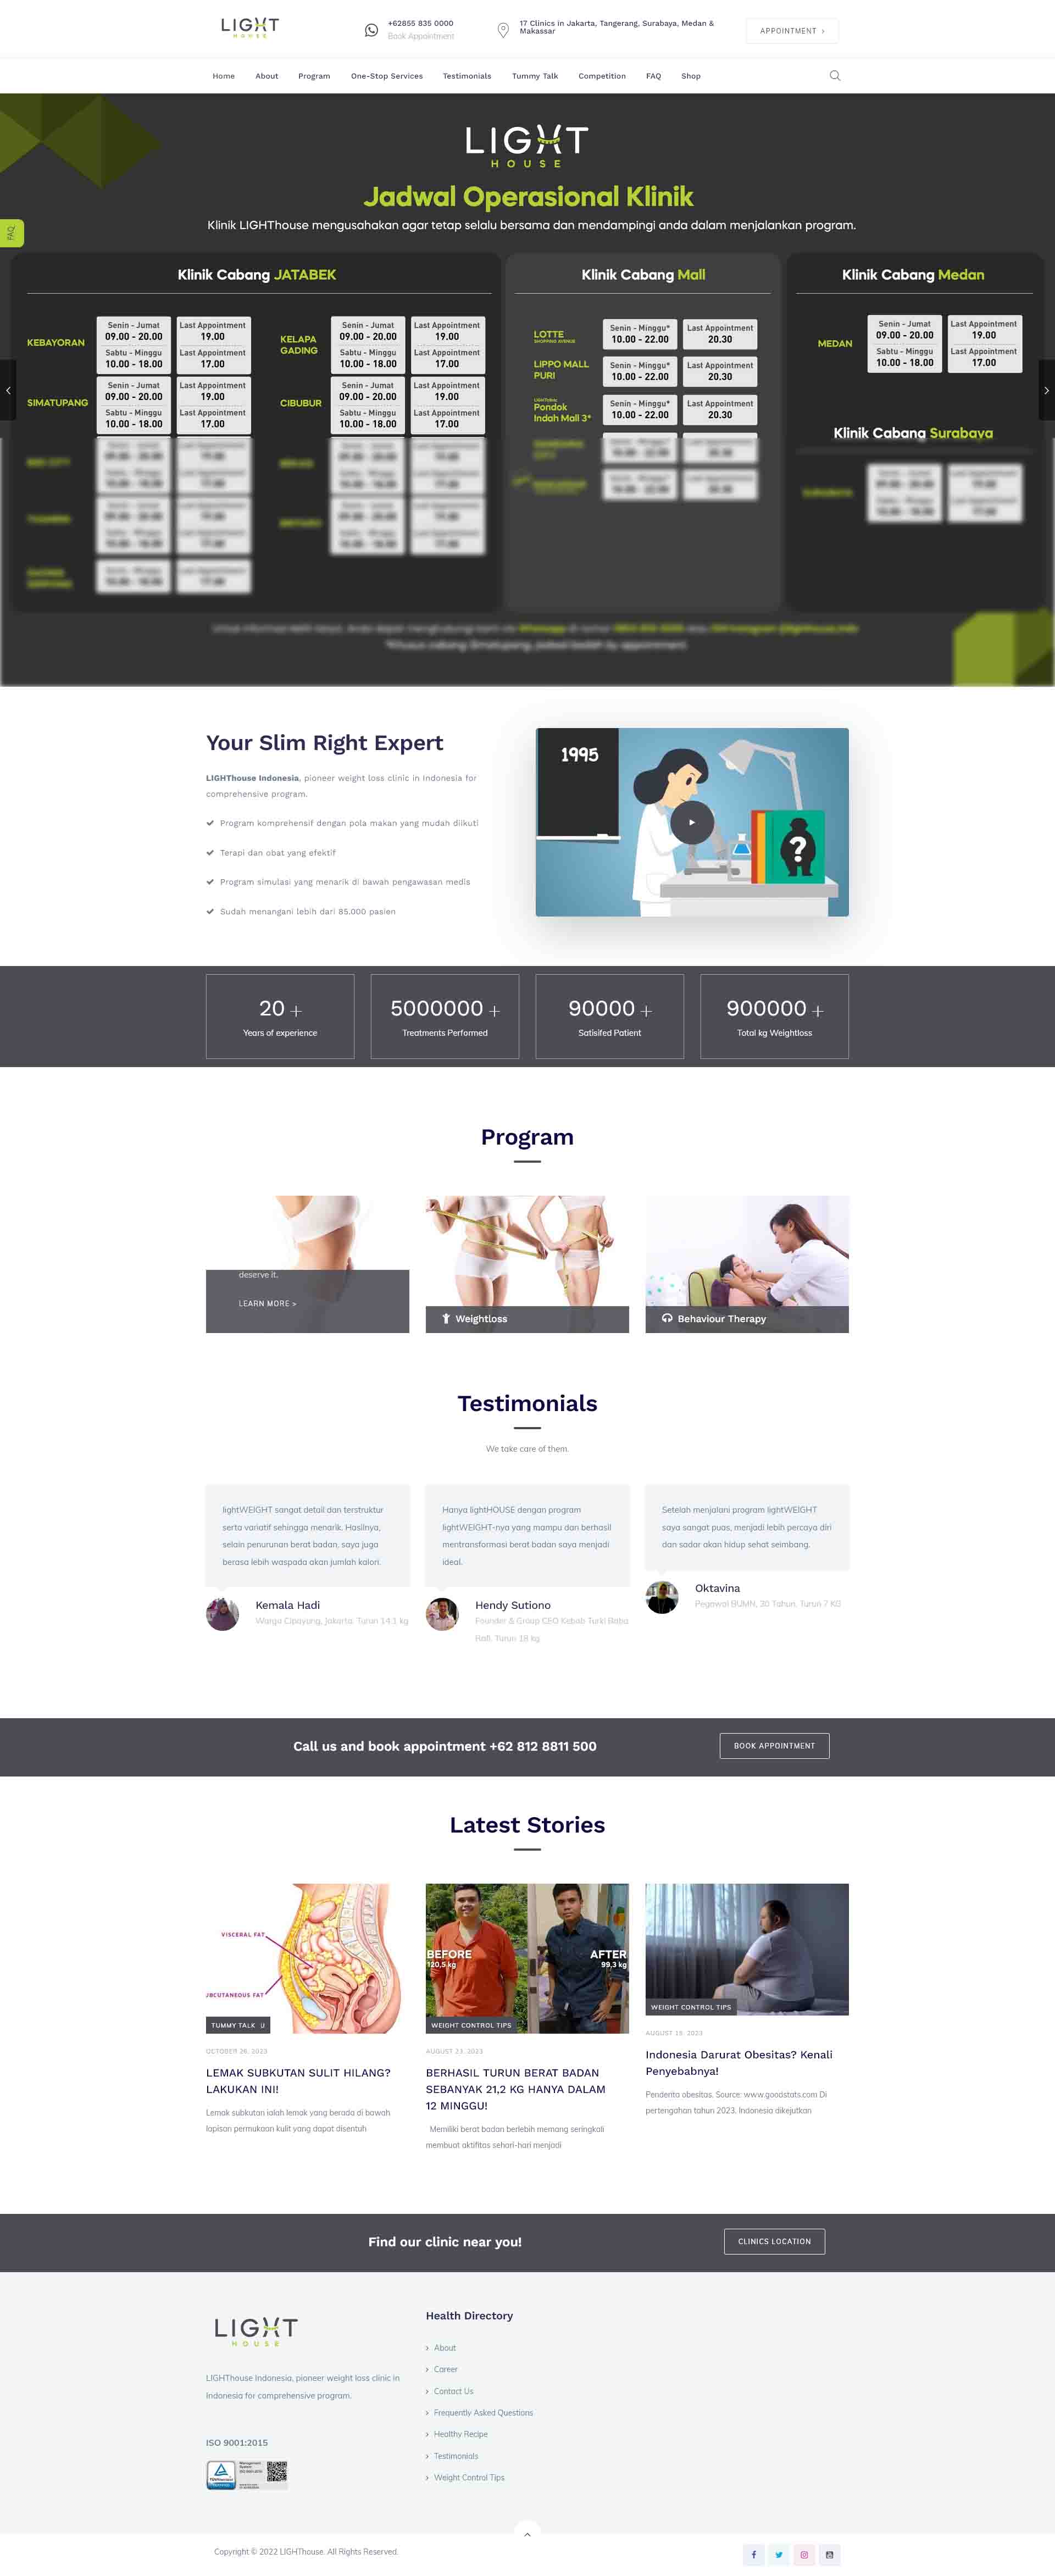 LIGHT
HOUSE
+62855 835 0000
Book Appointment
17 Clinics in Jakarta, Tangerang, Surabaya, Medan &
Makassar
APPOINTMENT >
Home
About
Program
One-Stop Services
Testimonials
Tummy Talk
Competition
FAQ
Shop
LIGHT
HOUSE
Jadwal Operasional Klinik
Klinik LIGHThouse mengusahakan agar tetap selalu bersama dan mendampingi anda dalam menjalankan program.
FAQ
Klinik Cabang JATABEK
KEBAYORAN
Senin - Jumat
09.00 - 20.00
Sabtu - Minggu
10.00 - 18.00
Last Appointment
19.00
Last Appointment
17.00
KELAPA
GADING
Senin - Jumat
09.00 - 20.00
Sabtu - Minggu
10.00 - 18.00
Last Appointment
19.00
Last Appointment
17.00
SIMATUPANG
Senin - Jumat
09.00 - 20.00
Sabtu - Minggu
10.00 - 18.00
Last Appointment
19.00
Last Appointment
17.00
CIBUBUR
Senin - Jumat
09.00 - 20.00
Sabtu - Minggu
10.00 - 18.00
Last Appointment
19.00
Last Appointment
17.00
Klinik Cabang Mall
LOTTE
SHOPPING AVENUE
Senin - Minggu*
10.00 - 22.00
Last Appointment
20.30
LIPPO MALL
PURI
Senin - Minggu*
10.00 - 22.00
Last Appointment
20.30
Pondok
Indah Mall 3*
Senin - Minggu*
10.00 - 22.00
Last Appointment
20.30
Klinik Cabang Medan
MEDAN
Senin - Jumat
09.00 - 20.00
Sabtu - Minggu
10.00 - 18.00
Last Appointment
19.00
Last Appointment
17.00
Klinik Cabang Surabaya
Your Slim Right Expert
LIGHThouse Indonesia, pioneer weight loss clinic in Indonesia for
comprehensive program.
Program komprehensif dengan pola makan yang mudah diikuti
Terapi dan obat yang efektif
Program simulasi yang menarik di bawah pengawasan medis
Sudah menangani lebih dari 85.000 pasien
1995
?
20 +
Years of experience
5000000 +
Treatments Performed
90000 +
Satisifed Patient
900000 +
Total kg Weightloss
Program
deserve it.
LEARN MORE >
Weightloss
Behaviour Therapy
Testimonials
We take care of them.
lightWEIGHT sangat detail dan terstruktur
serta variatif sehingga menarik. Hasilnya,
selain penurunan berat badan, saya juga
berasa lebih waspada akan jumlah kalori.
Kemala Hadi
Warga Cipayung, Jakarta. Turun 14.1 kg
Hanya lightHOUSE dengan program
lightWEIGHT-nya yang mampu dan berhasil
mentransformasi berat badan saya menjadi
ideal.
Hendy Sutiono
Founder & Group CEO Kebab Turki Baba
Rafi. Turun 18 kg
Setelah menjalani program lightWEIGHT
saya sangat puas, menjadi lebih percaya diri
dan sadar akan hidup sehat seimbang.
Oktavina
Pegawai BUMN, 30 Tahun. Turun 7 KG
Call us and book appointment +62 812 8811 500
BOOK APPOINTMENT
Latest Stories
VISCERAL FAT
TUMMY TALK
OCTOBER 26, 2023
LEMAK SUBKUTAN SULIT HILANG?
LAKUKAN INI!
Lemak subkutan ialah lemak yang berada di bawah
lapisan permukaan kulit yang dapat disentuh
BEFORE
120,5 kg
AFTER
99,3 kg
WEIGHT CONTROL TIPS
AUGUST 23, 2023
BERHASIL TURUN BERAT BADAN
SEBANYAK 21,2 KG HANYA DALAM
12 MINGGU!
Memiliki berat badan berlebih memang seringkali
membuat aktifitas sehari-hari menjadi
WEIGHT CONTROL TIPS
AUGUST 15, 2023
Indonesia Darurat Obesitas? Kenali
Penyebabnya!
Penderita obesitas. Source: www.goodstats.com Di
pertengahan tahun 2023, Indonesia dikejutkan
Find our clinic near you!
CLINICS LOCATION
LIGHT
HOUSE
LIGHThouse Indonesia, pioneer weight loss clinic in
Indonesia for comprehensive program.
ISO 9001:2015
Health Directory
About
Career
Contact Us
Frequently Asked Questions
Healthy Recipe
Testimonials
Weight Control Tips
Copyright © 2022 LIGHThouse. All Rights Reserved.